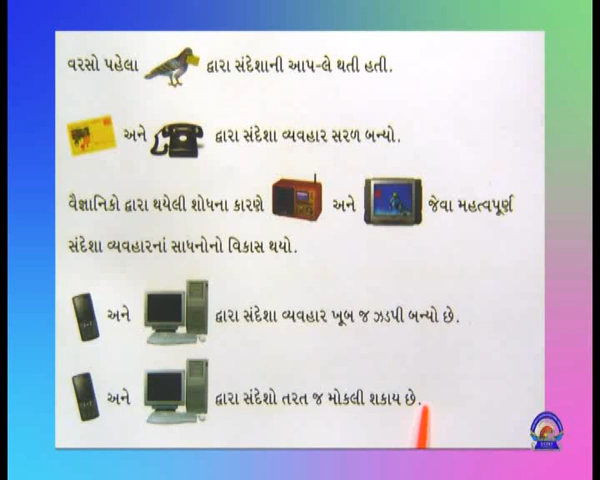 વરસો પહેલા દ્વારા સંદેશાની આપ-લે થતી હતી.
અને દ્વારા સંદેશા વ્યવહાર સરળ બન્યો.
વૈજ્ઞાનિકો દ્વારા થયેલી શોધના કારણે અને જેવા મહત્વપૂર્ણ
સંદેશા વ્યવહારનાં સાધનોનો વિકાસ થયો.
અને દ્વારા સંદેશા વ્યવહાર ખૂબ જ ઝડપી બન્યો છે.
અને દ્વારા સંદેશો તરત જ મોકલી શકાય છે.